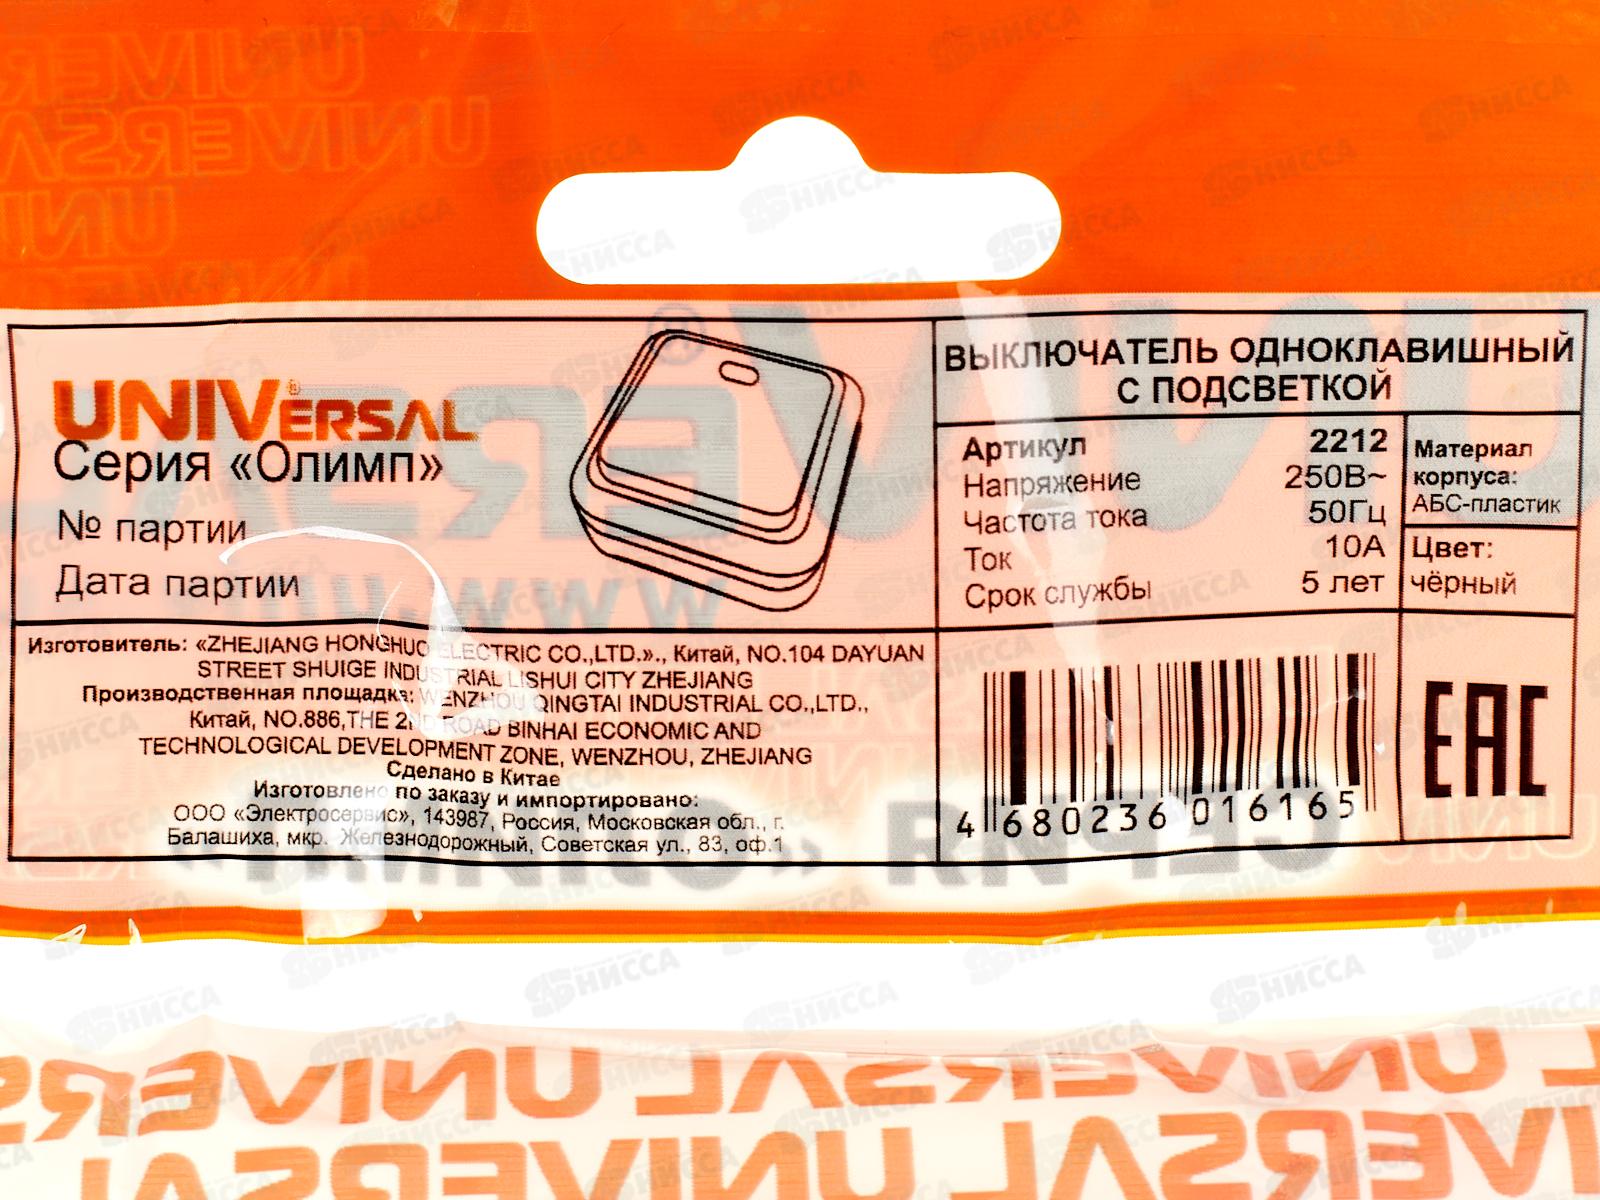 UNIVERSAL®
Серия «Олимп»
№ партии
Дата партии
Изготовитель: «ZHEJIANG HONGHUO ELECTRIC CO.,LTD.»., Китай, NO.104 DAYUAN
STREET SHUIGE INDUSTRIAL LISHUI CITY ZHEJIANG
Производственная площадка: WENZHOU QINGTAI INDUSTRIAL CO.,LTD.,
Китай, NO.886,THE 2ND ROAD BINHAI ECONOMIC AND
TECHNOLOGICAL DEVELOPMENT ZONE, WENZHOU, ZHEJIANG
Сделано в Китае
Изготовлено по заказу и импортировано:
ООО «Электросервис», 143987, Россия, Московская обл., г.
Балашиха, мкр. Железнодорожный, Советская ул., 83, оф.1
ВЫКЛЮЧАТЕЛЬ ОДНОКЛАВИШНЫЙ
С ПОДСВЕТКОЙ
Артикул 2212
Напряжение 250В~
Частота тока 50Гц
Ток 10А
Срок службы 5 лет
Материал
корпуса:
АБС-пластик
Цвет:
чёрный
4 680236 016165
EAC